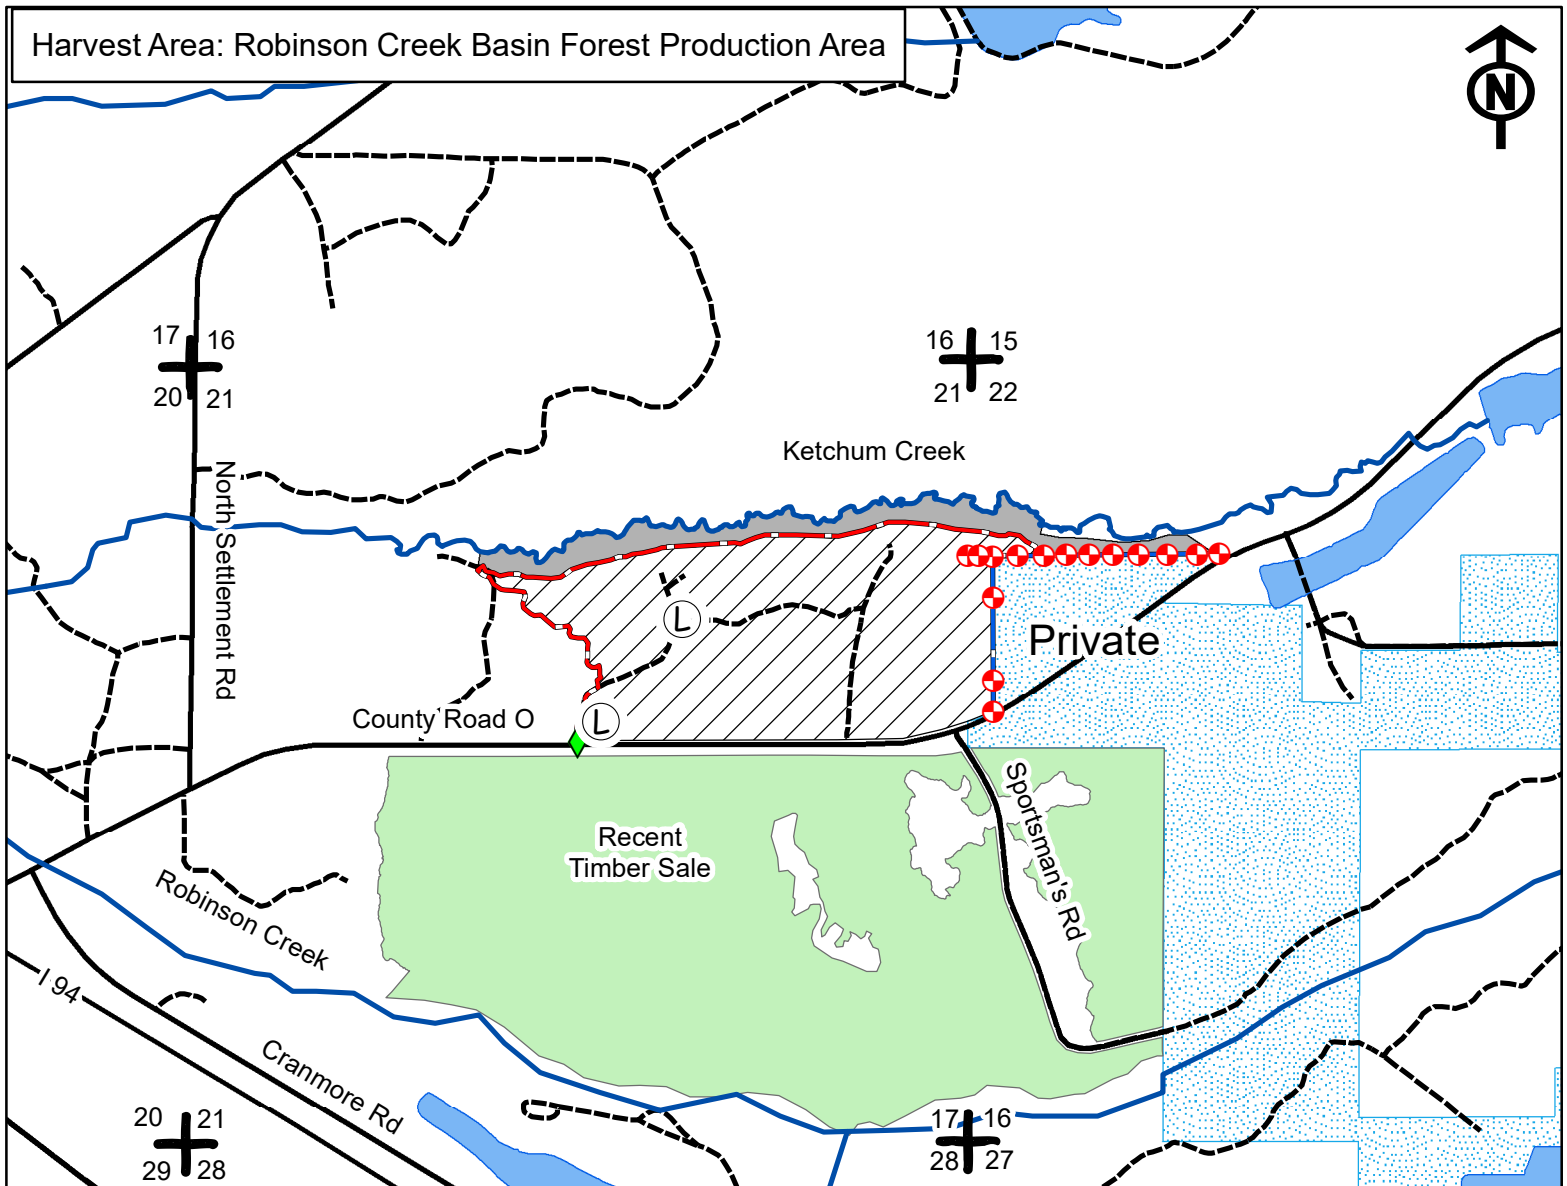 Harvest Area: Robinson Creek Basin Forest Production Area
N
17 16
20 21
16 15
21 22
Ketchum Creek
North Settlement Rd
L
Private
County Road O
L
Sportsman's Rd
Recent
Timber Sale
Robinson Creek
I 94
Cranmore Rd
20 21
29 28
17 16
28 27